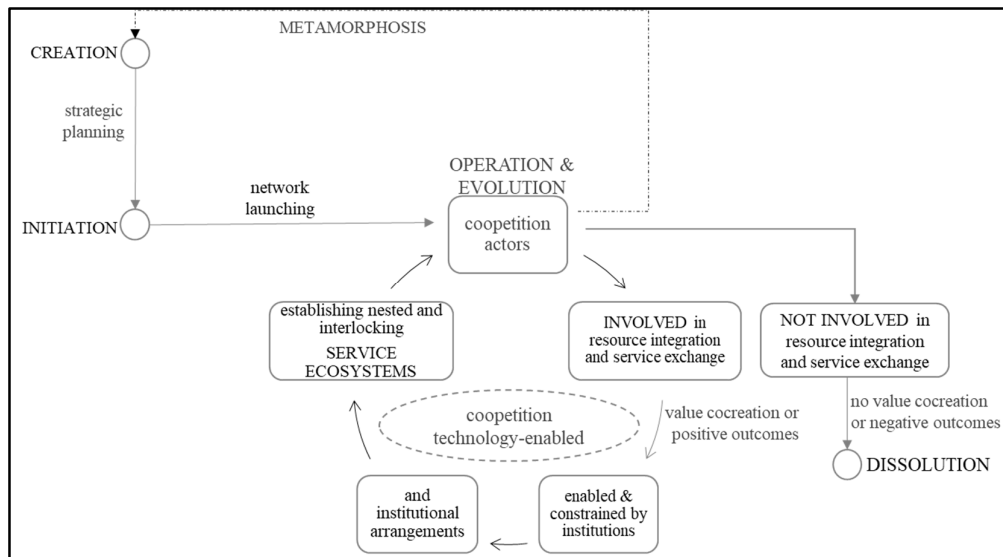 METAMORPHOSIS
CREATION
strategic
planning
OPERATION &
EVOLUTION
network
launching
INITIATION
coopetition
actors
establishing nested and
interlocking
SERVICE
ECOSYSTEMS
INVOLVED in
resource integration
and service exchange
NOT INVOLVED in
resource integration
and service exchange
coopetition
technology-enabled
value cocreation or
positive outcomes
no value cocreation
or negative outcomes
DISSOLUTION
and
institutional
arrangements
enabled &
constrained by
institutions